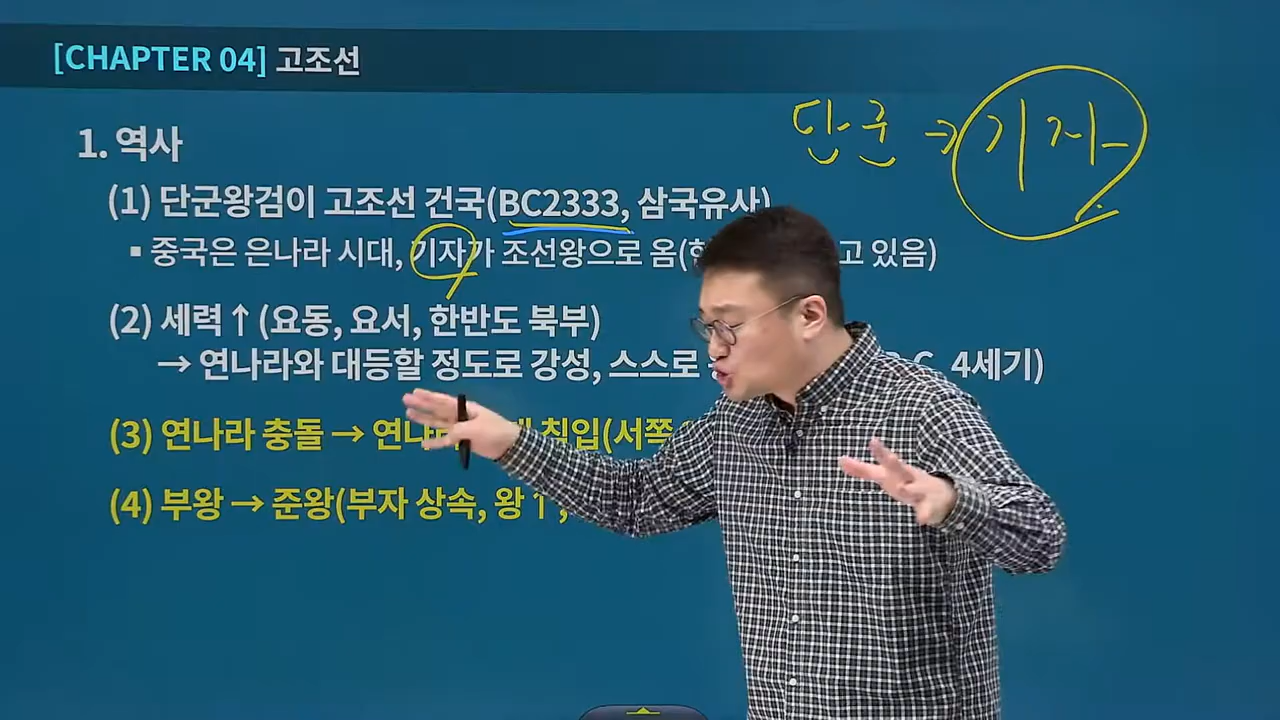 [CHAPTER 04] 고조선
단군 ⇒ 기자
1. 역사
(1) 단군왕검이 고조선 건국(BC2333, 삼국유사)
▪ 중국은 은나라 시대, 기자가 조선왕으로 옴( 고 있음)
(2) 세력↑(요동, 요서, 한반도 북부)
→ 연나라와 대등할 정도로 강성, 스스로 C. 4세기)
(3) 연나라 충돌 → 침입(서쪽
(4) 부왕 → 준왕(부자 상속, 왕↑,